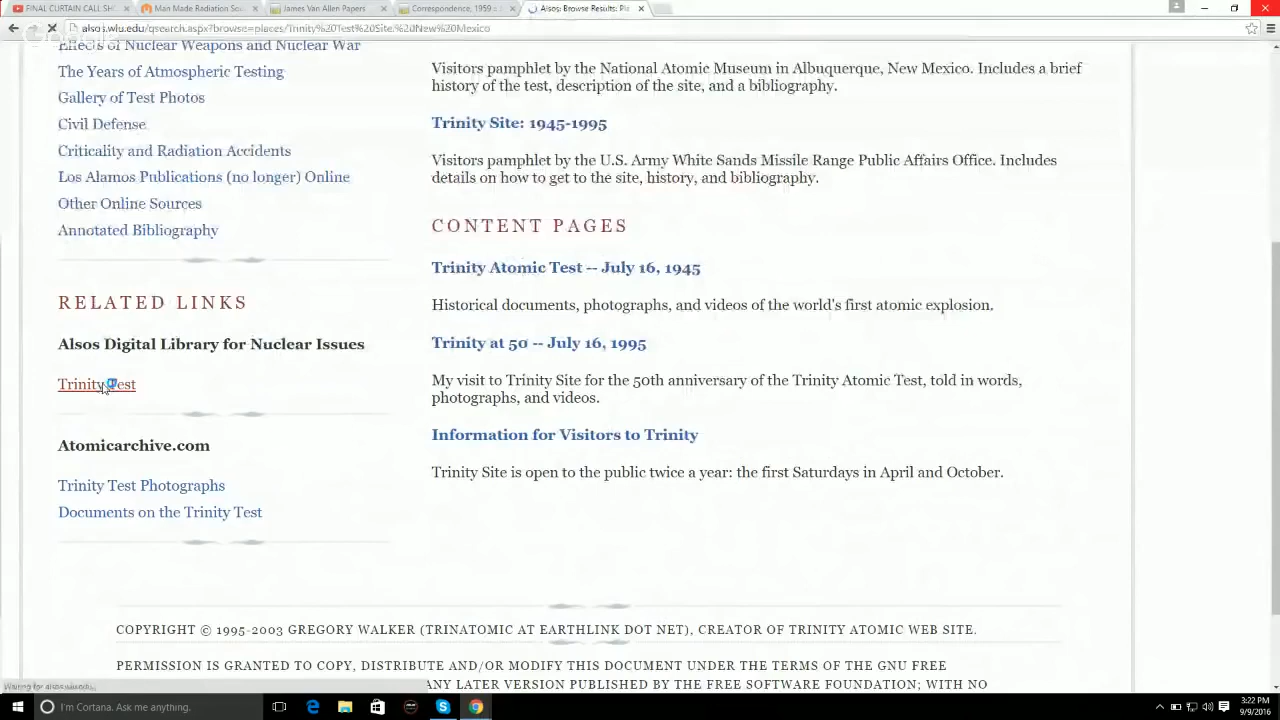 FINAL CURTAIN CALL SH
Man Made Radiation So
James Van Allen Papers
Correspondence, 1959
Alsos: Browse Results: Pl
alsos.wlu.edu/qsearch.aspx?browse=places/Trinity%20Test%20Site,%20New%20Mexico
Effects of Nuclear Weapons and Nuclear War
The Years of Atmospheric Testing
Gallery of Test Photos
Civil Defense
Criticality and Radiation Accidents
Los Alamos Publications (no longer) Online
Other Online Sources
Annotated Bibliography
RELATED LINKS
Alsos Digital Library for Nuclear Issues
Trinity Test
Atomicarchive.com
Trinity Test Photographs
Documents on the Trinity Test
Visitors pamphlet by the National Atomic Museum in Albuquerque, New Mexico. Includes a brief
history of the test, description of the site, and a bibliography.
Trinity Site: 1945-1995
Visitors pamphlet by the U.S. Army White Sands Missile Range Public Affairs Office. Includes
details on how to get to the site, history, and bibliography.
CONTENT PAGES
Trinity Atomic Test -- July 16, 1945
Historical documents, photographs, and videos of the world's first atomic explosion.
Trinity at 50 -- July 16, 1995
My visit to Trinity Site for the 50th anniversary of the Trinity Atomic Test, told in words,
photographs, and videos.
Information for Visitors to Trinity
Trinity Site is open to the public twice a year: the first Saturdays in April and October.
COPYRIGHT © 1995-2003 GREGORY WALKER (TRINATOMIC AT EARTHLINK DOT NET), CREATOR OF TRINITY ATOMIC WEB SITE.
PERMISSION IS GRANTED TO COPY, DISTRIBUTE AND/OR MODIFY THIS DOCUMENT UNDER THE TERMS OF THE GNU FREE
ANY LATER VERSION PUBLISHED BY THE FREE SOFTWARE FOUNDATION; WITH NO
Waiting for alsos.wlu.edu...
I'm Cortana. Ask me anything.
3:22 PM
9/9/2016